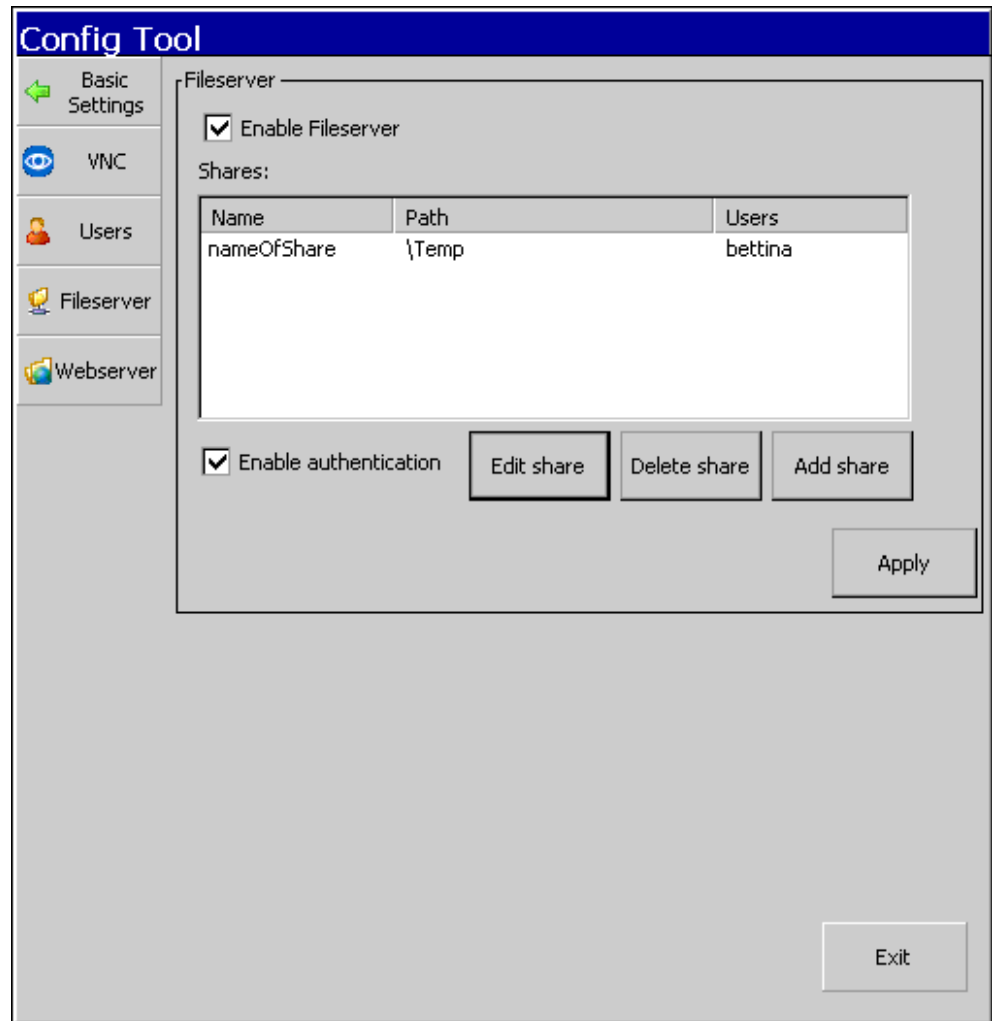 Config Tool
Basic
Settings
VNC
Users
Fileserver
Webserver
Fileserver
Enable Fileserver
Shares:
Name Path Users
nameOfShare \Temp bettina
Enable authentication Edit share Delete share Add share
Apply
Exit